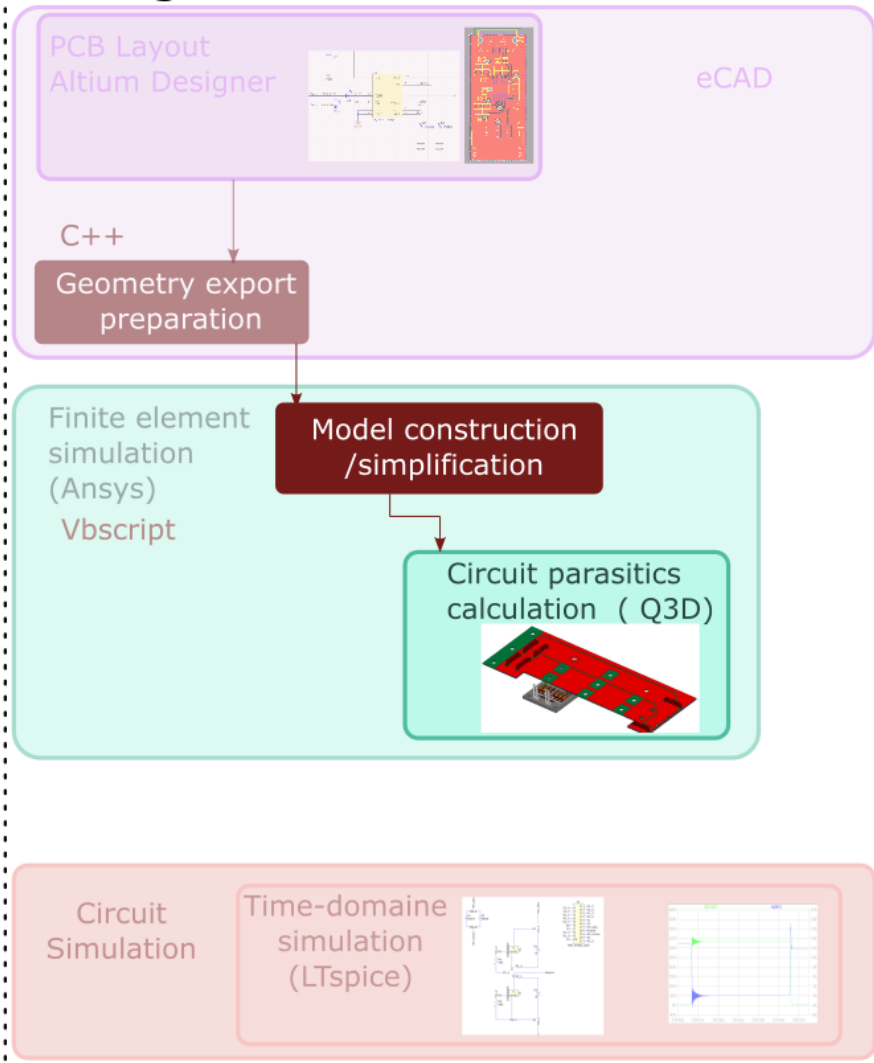 PCB Layout
Altium Designer
eCAD
C++
Geometry export
preparation
Finite element
simulation
(Ansys)
Vbscript
Model construction
/simplification
Circuit parasitics
calculation ( Q3D)
Circuit
Simulation
Time-domaine
simulation
(LTspice)